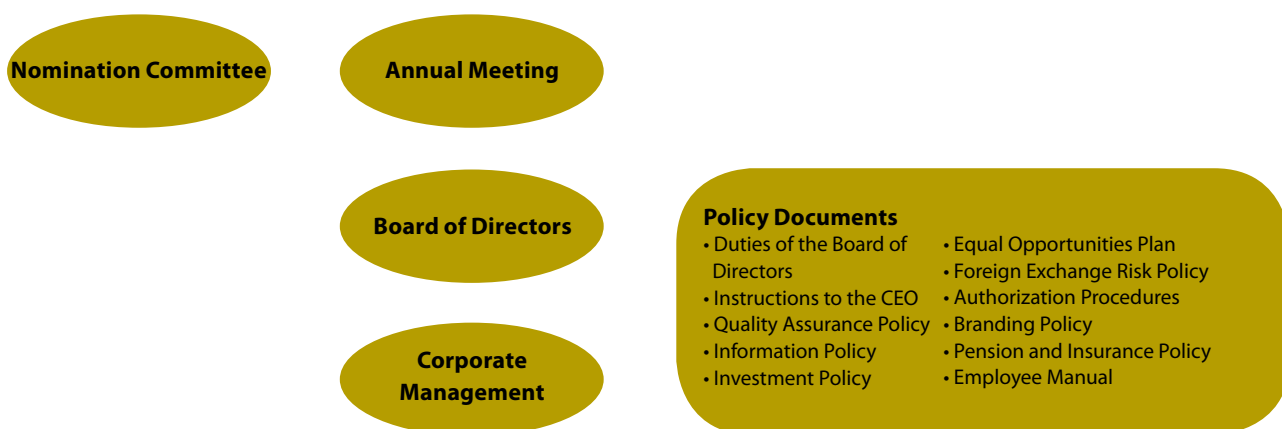 Nomination Committee
Annual Meeting
Board of Directors
Corporate
Management
Policy Documents
• Duties of the Board of
Directors
• Instructions to the CEO
• Quality Assurance Policy
• Information Policy
• Investment Policy
• Equal Opportunities Plan
• Foreign Exchange Risk Policy
• Authorization Procedures
• Branding Policy
• Pension and Insurance Policy
• Employee Manual